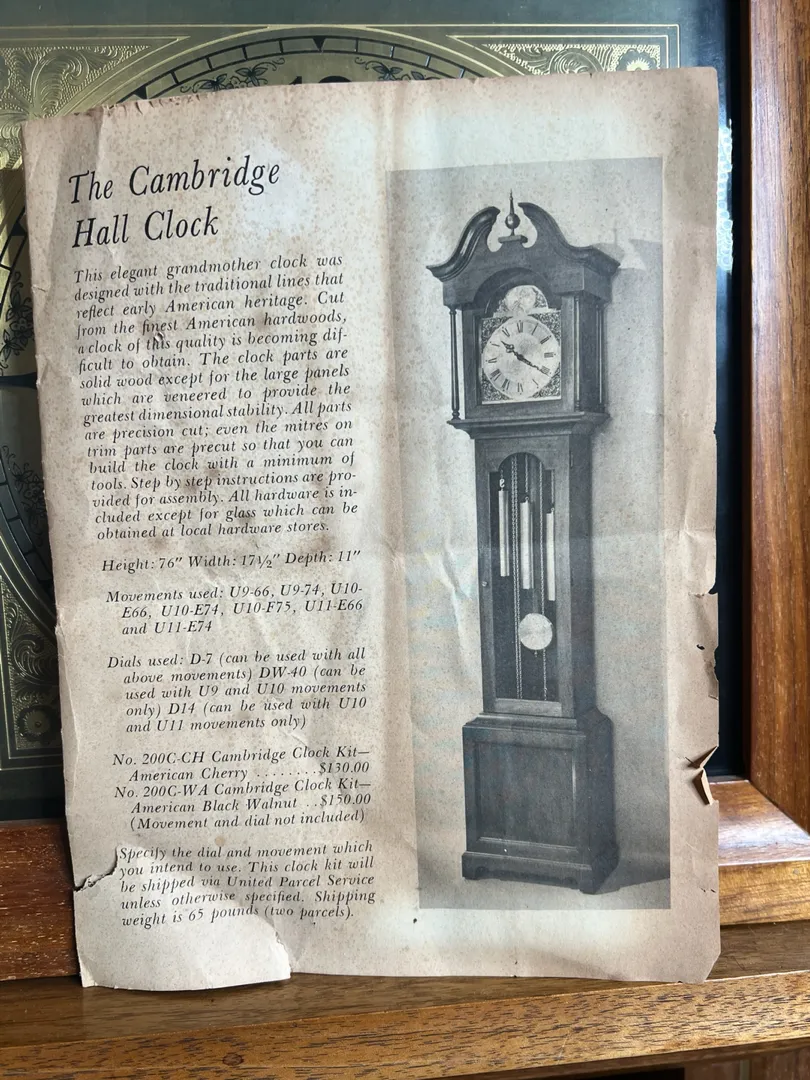 The Cambridge
Hall Clock
This elegant grandmother clock was
designed with the traditional lines that
reflect early American heritage. Cut
from the finest American hardwoods,
a clock of this quality is becoming dif-
ficult to obtain. The clock parts are
solid wood except for the large panels
which are veneered to provide the
greatest dimensional stability. All parts
are precision cut; even the mitres on
trim parts are precut so that you can
build the clock with a minimum of
tools. Step by step instructions are pro-
vided for assembly. All hardware is in-
cluded except for glass which can be
obtained at local hardware stores.
Height: 76" Width: 17½" Depth: 11"
Movements used: U9-66, U9-74, U10-
E66, U10-E74, U10-F75, U11-E66
and U11-E74
Dials used: D-7 (can be used with all
above movements) DW-40 (can be
used with U9 and U10 movements
only) D14 (can be used with U10
and U11 movements only)
No. 200C-CH Cambridge Clock Kit—
American Cherry ........$130.00
No. 200C-WA Cambridge Clock Kit—
American Black Walnut ..$150.00
(Movement and dial not included)
Specify the dial and movement which
you intend to use. This clock kit will
be shipped via United Parcel Service
unless otherwise specified. Shipping
weight is 65 pounds (two parcels).